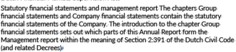 Statutory financial statements and management report The chapters Group
financial statements and Company financial statements contain the statutory
financial statements of the Company. The introduction to the chapter Group
financial statements sets out which parts of this Annual Report form the
Management report within the meaning of Section 2:391 of the Dutch Civil Code
(and related Decrees)